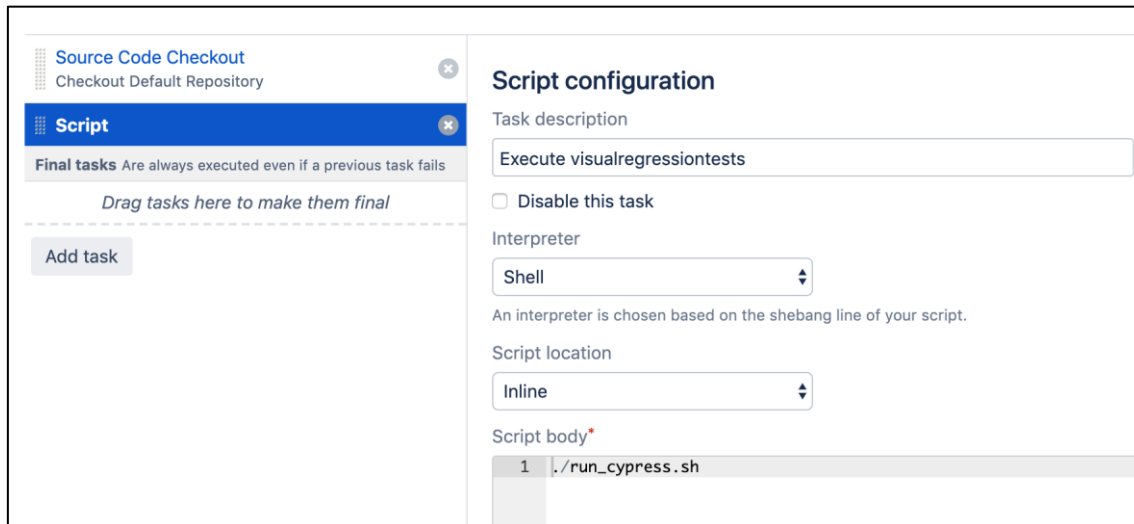 Source Code Checkout
Checkout Default Repository
Script
Final tasks Are always executed even if a previous task fails
Drag tasks here to make them final
Add task
Script configuration
Task description
Execute visualregressiontests
Disable this task
Interpreter
Shell
An interpreter is chosen based on the shebang line of your script.
Script location
Inline
Script body*
1 ./run_cypress.sh